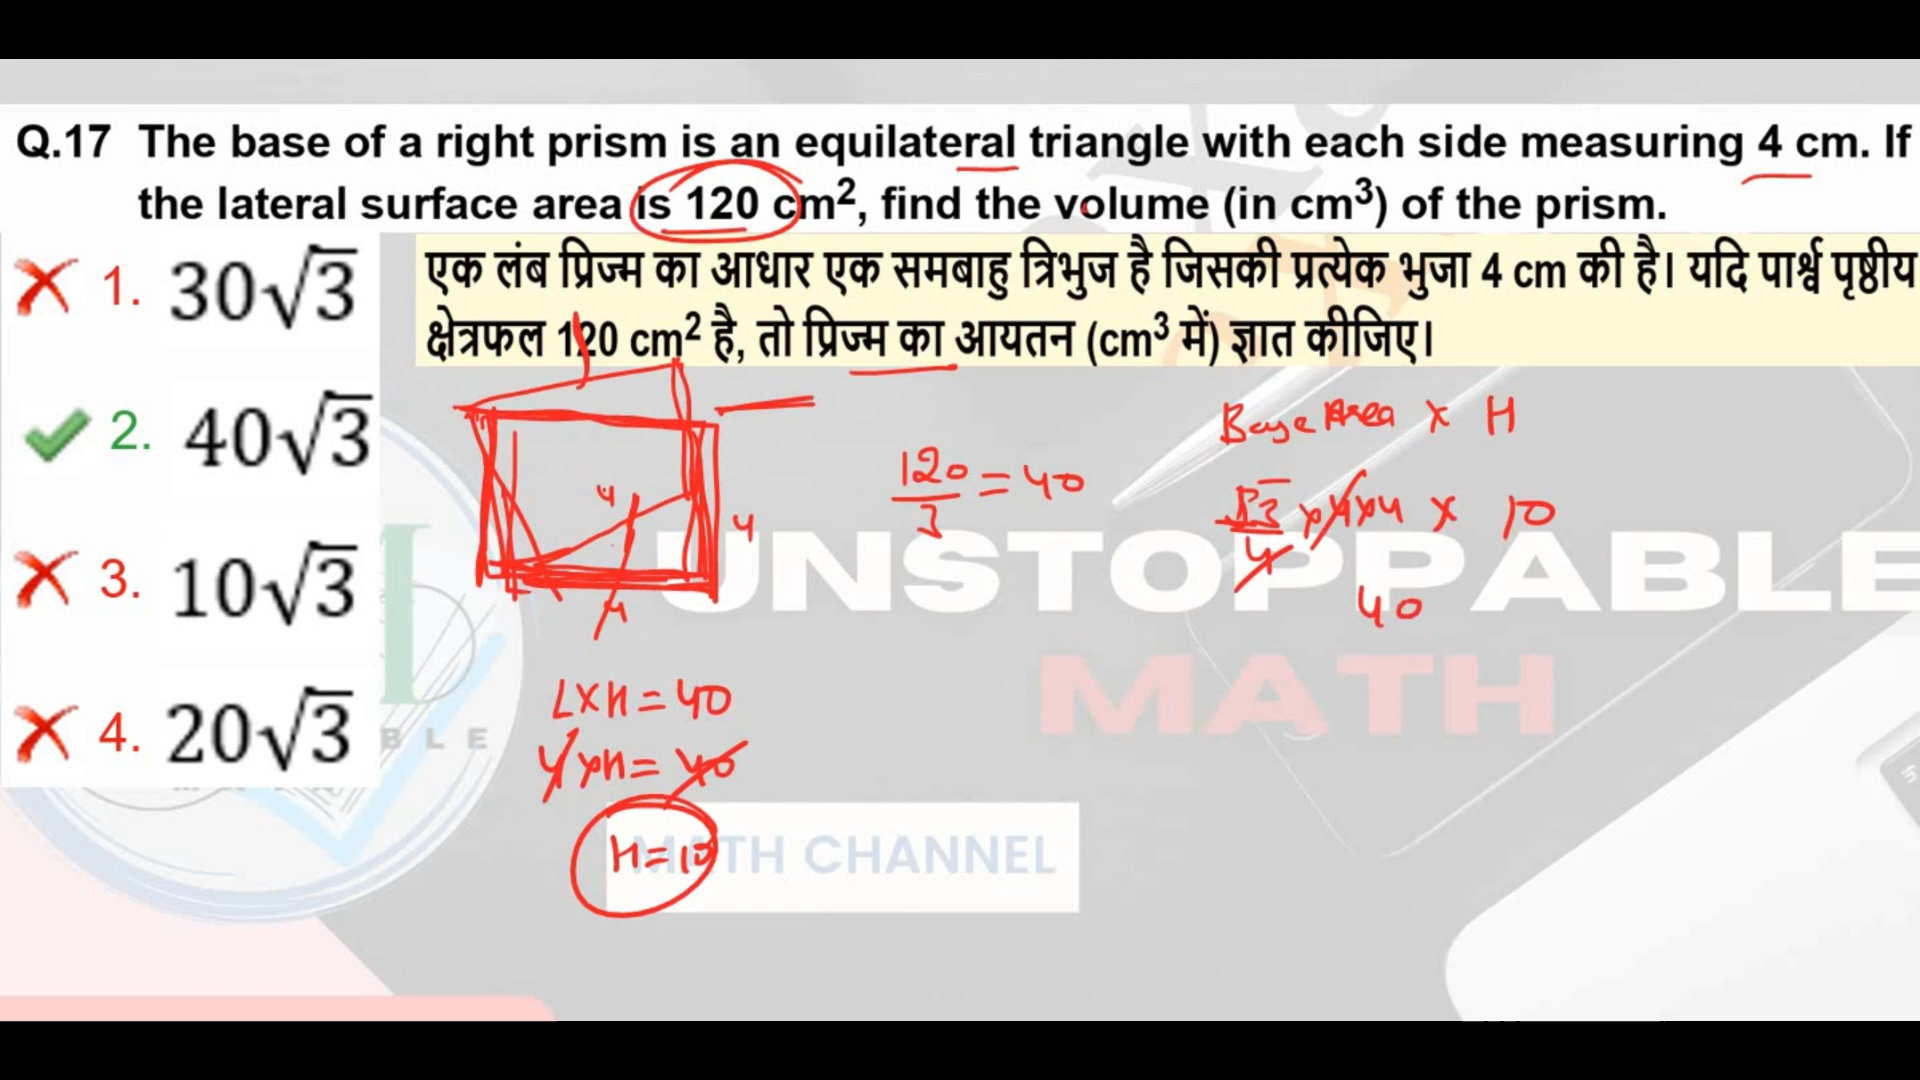 Q.17 The base of a right prism is an equilateral triangle with each side measuring 4 cm. If
the lateral surface area is 120 cm², find the volume (in cm³) of the prism.
एक लंब प्रिज्म का आधार एक समबाहु त्रिभुज है जिसकी प्रत्येक भुजा 4 cm की है। यदि पार्श्व पृष्ठीय
क्षेत्रफल 120 cm² है, तो प्रिज्म का आयतन (cm³ में) ज्ञात कीजिए।
1. 30√3
2. 40√3
3. 10√3
4. 20√3
4
4
4
120/3 = 40
L×H = 40
4×H = 40
H = 10
Base Area × H
√3/4 × 4 × 4 × 10
40
UNSTOPPABLE
MATH
BLE
MATH CHANNEL